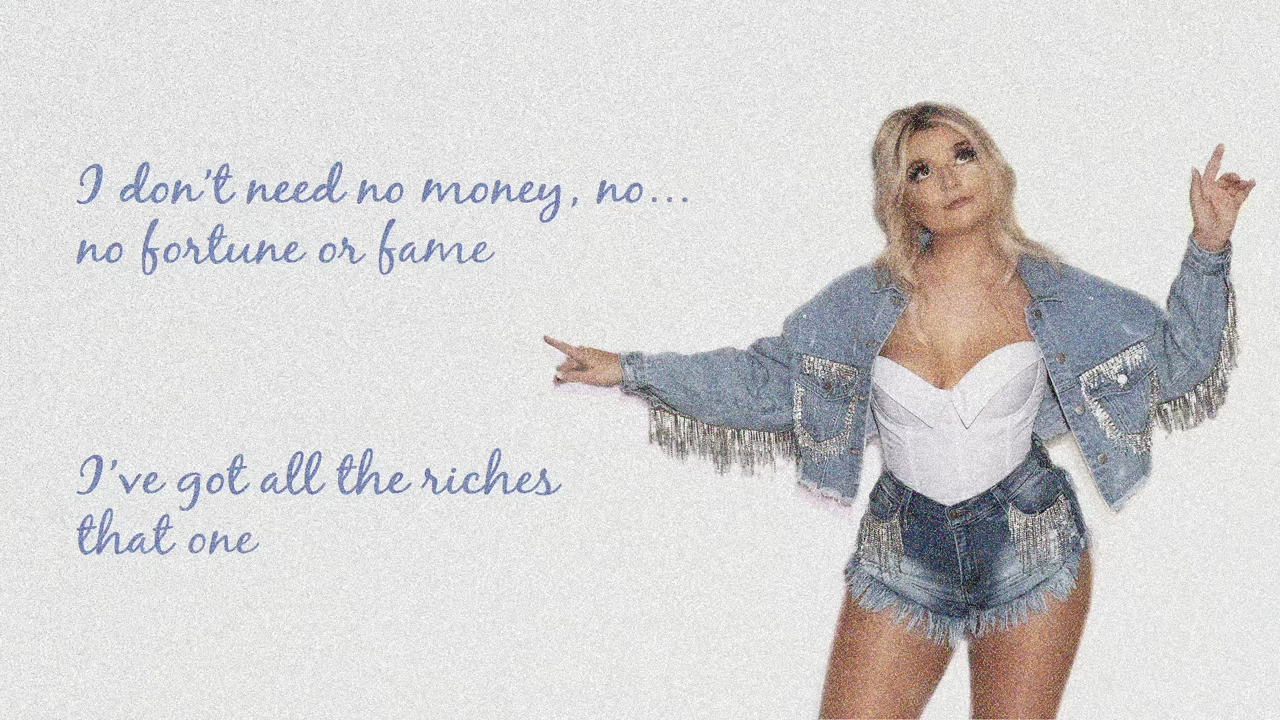 I don't need no money, no...
no fortune or fame
I've got all the riches
that one